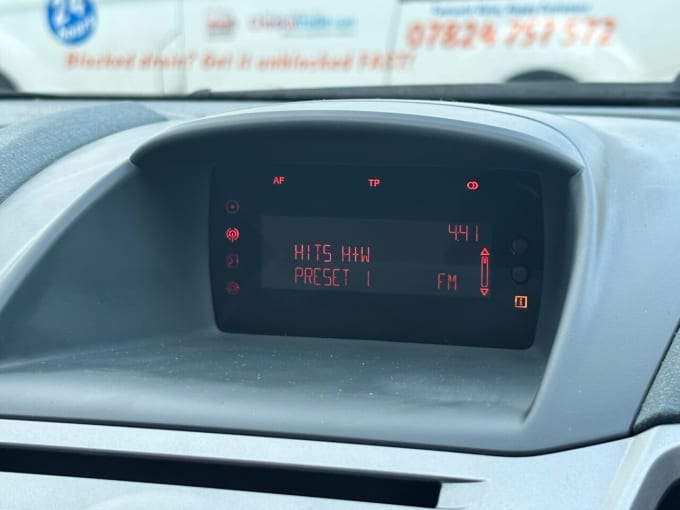 24
hours
Blocked drain? Get it unblocked FAST!
07824 757 572
AF
TP
4:41
HITS H+W
PRESET 1
FM
i